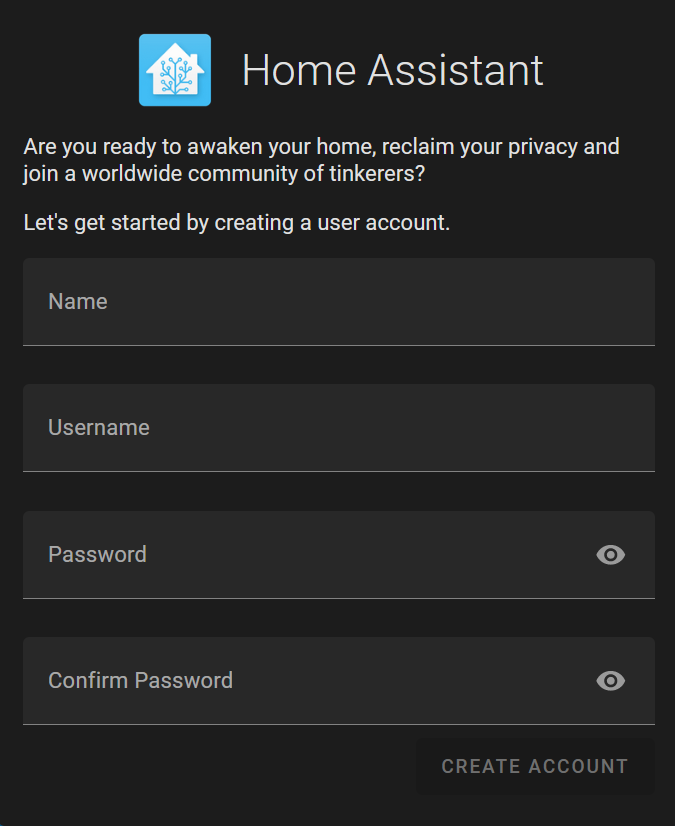 Home Assistant
Are you ready to awaken your home, reclaim your privacy and
join a worldwide community of tinkerers?
Let's get started by creating a user account.
Name
Username
Password
Confirm Password
CREATE ACCOUNT